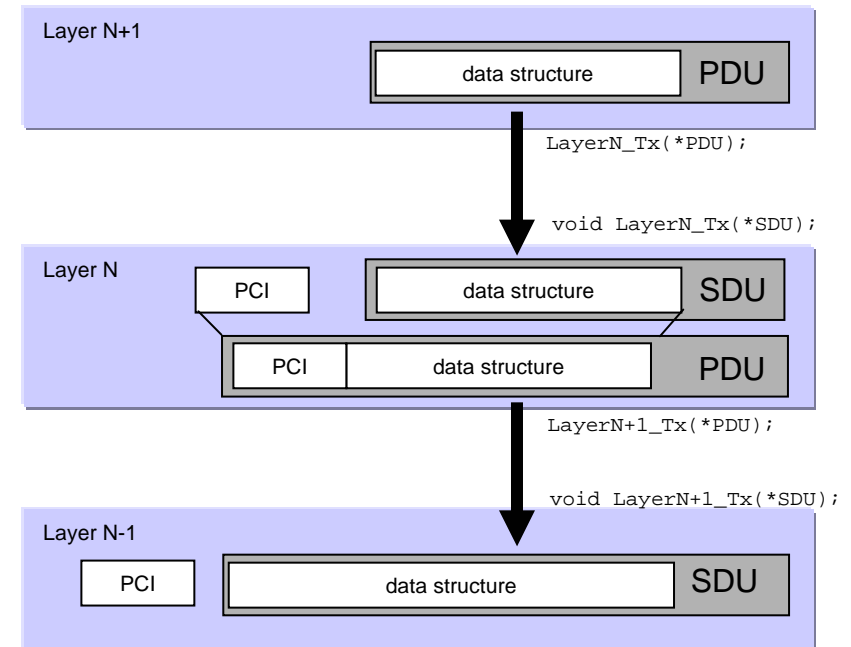 Layer N+1
data structure PDU
LayerN_Tx(*PDU);
void LayerN_Tx(*SDU);
Layer N
PCI data structure SDU
PCI data structure PDU
LayerN+1_Tx(*PDU);
void LayerN+1_Tx(*SDU);
Layer N-1
PCI data structure SDU